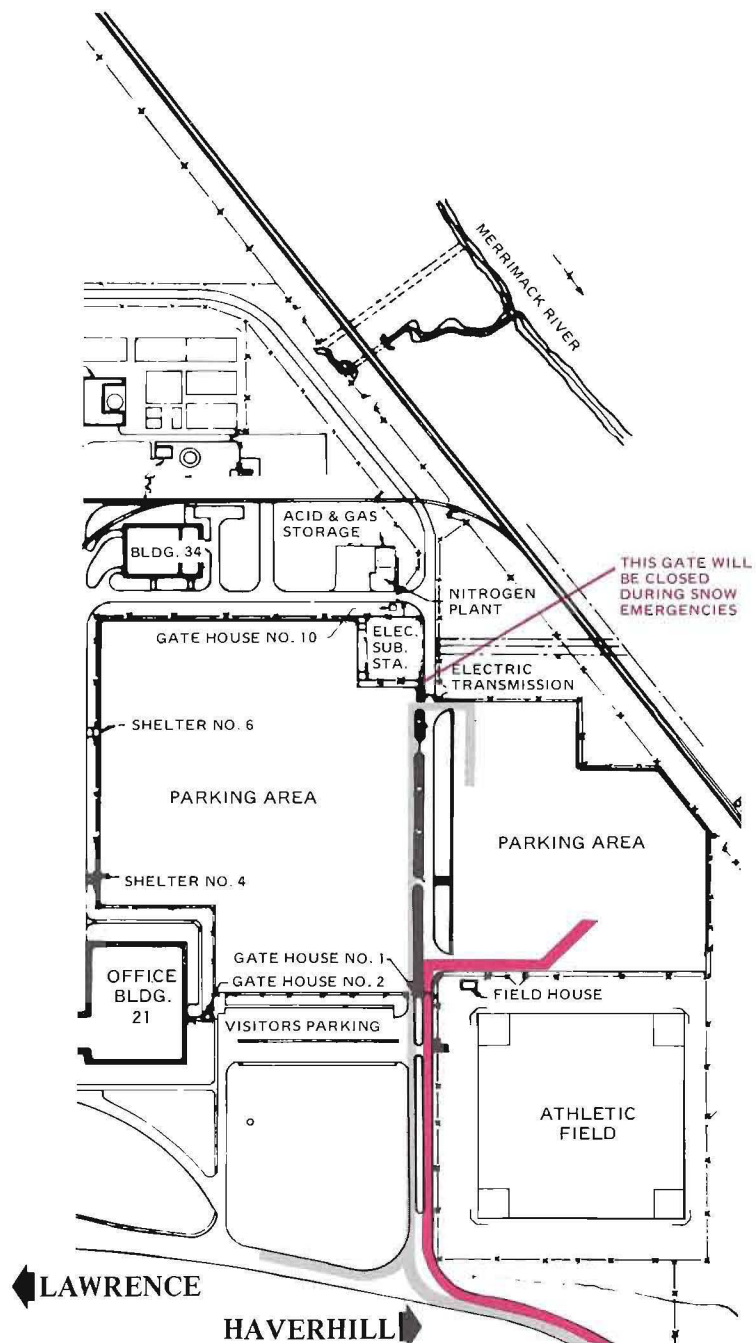 MERRIMACK RIVER
ACID & GAS
STORAGE
BLDG. 34
NITROGEN
PLANT
THIS GATE WILL
BE CLOSED
DURING SNOW
EMERGENCIES
GATE HOUSE NO. 10
ELEC.
SUB.
STA.
ELECTRIC
TRANSMISSION
SHELTER NO. 6
PARKING AREA
PARKING AREA
SHELTER NO. 4
GATE HOUSE NO. 1
OFFICE
BLDG.
21
GATE HOUSE NO. 2
FIELD HOUSE
VISITORS PARKING
ATHLETIC
FIELD
LAWRENCE
HAVERHILL